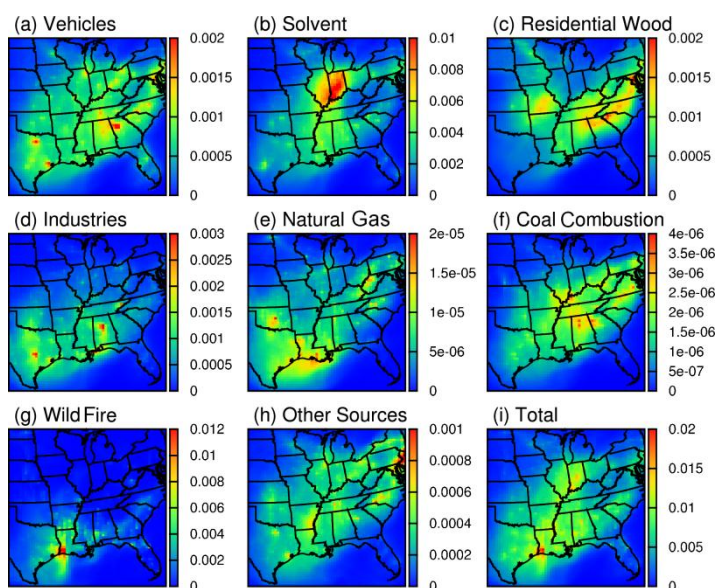 (a) Vehicles
(b) Solvent
(c) Residential Wood
0.002
0.0015
0.001
0.0005
0
0.01
0.008
0.006
0.004
0.002
0
0.002
0.0015
0.001
0.0005
0
(d) Industries
(e) Natural Gas
(f) Coal Combustion
0.003
0.0025
0.002
0.0015
0.001
0.0005
0
2e-05
1.5e-05
1e-05
5e-06
0
4e-06
3.5e-06
3e-06
2.5e-06
2e-06
1.5e-06
1e-06
5e-07
0
(g) Wild Fire
(h) Other Sources
(i) Total
0.012
0.01
0.008
0.006
0.004
0.002
0
0.001
0.0008
0.0006
0.0004
0.0002
0
0.02
0.015
0.01
0.005
0